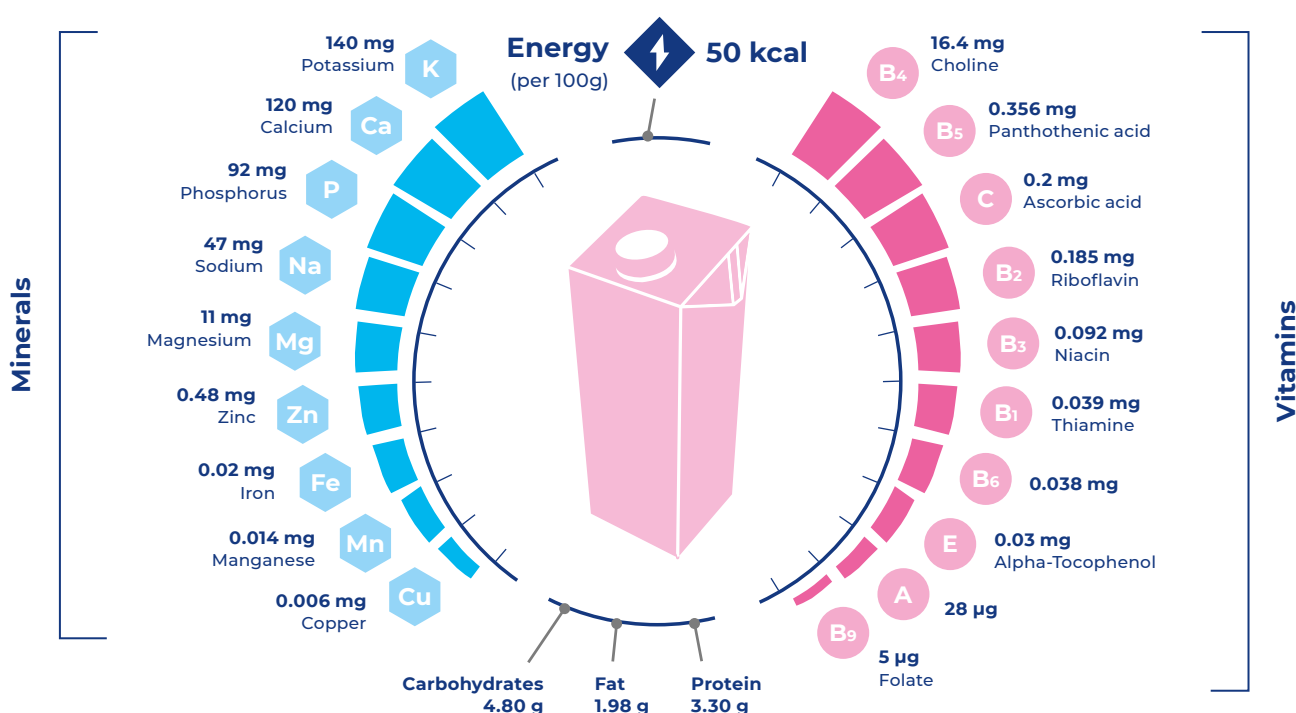 Energy
(per 100g)
50 kcal
Minerals
140 mg
Potassium
K
120 mg
Calcium
Ca
92 mg
Phosphorus
P
47 mg
Sodium
Na
11 mg
Magnesium
Mg
0.48 mg
Zinc
Zn
0.02 mg
Iron
Fe
0.014 mg
Manganese
Mn
0.006 mg
Copper
Cu
Vitamins
B4
16.4 mg
Choline
B5
0.356 mg
Panthothenic acid
C
0.2 mg
Ascorbic acid
B2
0.185 mg
Riboflavin
B3
0.092 mg
Niacin
B1
0.039 mg
Thiamine
B6
0.038 mg
E
0.03 mg
Alpha-Tocophenol
A
28 µg
B9
5 µg
Folate
Carbohydrates
4.80 g
Fat
1.98 g
Protein
3.30 g